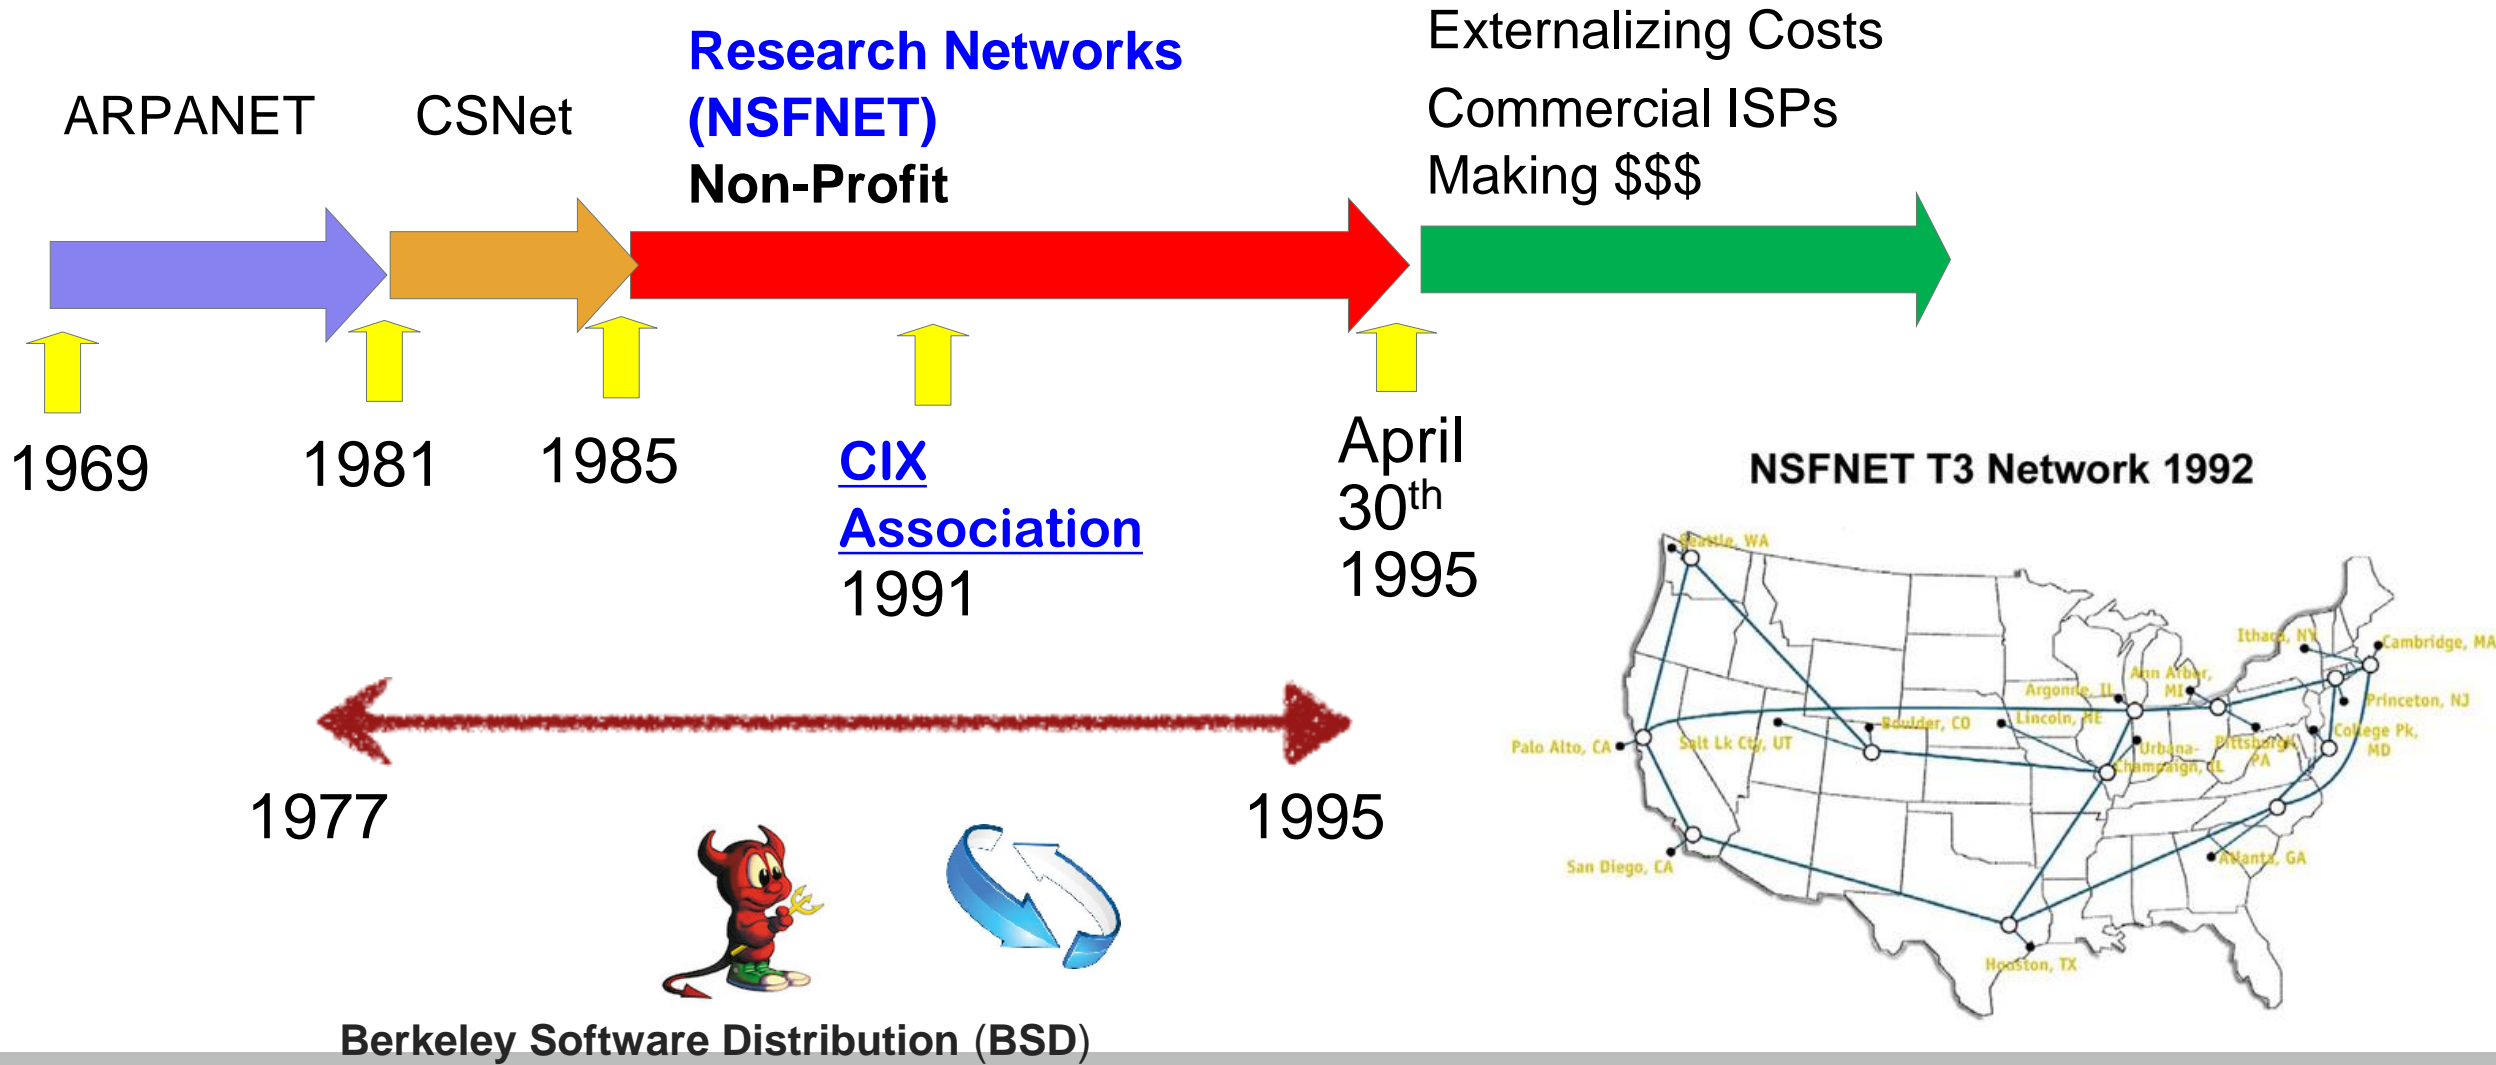 ARPANET
CSNet
Research Networks
(NSFNET)
Non-Profit
Externalizing Costs
Commercial ISPs
Making $$$
1969
1981
1985
CIX
Association
1991
April
30th
1995
1977
1995
Berkeley Software Distribution (BSD)
NSFNET T3 Network 1992
Seattle, WA
Ithaca, NY
Cambridge, MA
Ann Arbor,
MI
Argonne, IL
Princeton, NJ
Boulder, CO
Lincoln, NE
College Pk,
MD
Palo Alto, CA
Salt Lk Cty, UT
Urbana-
Champaign, IL
Pittsburgh,
PA
San Diego, CA
Atlanta, GA
Houston, TX